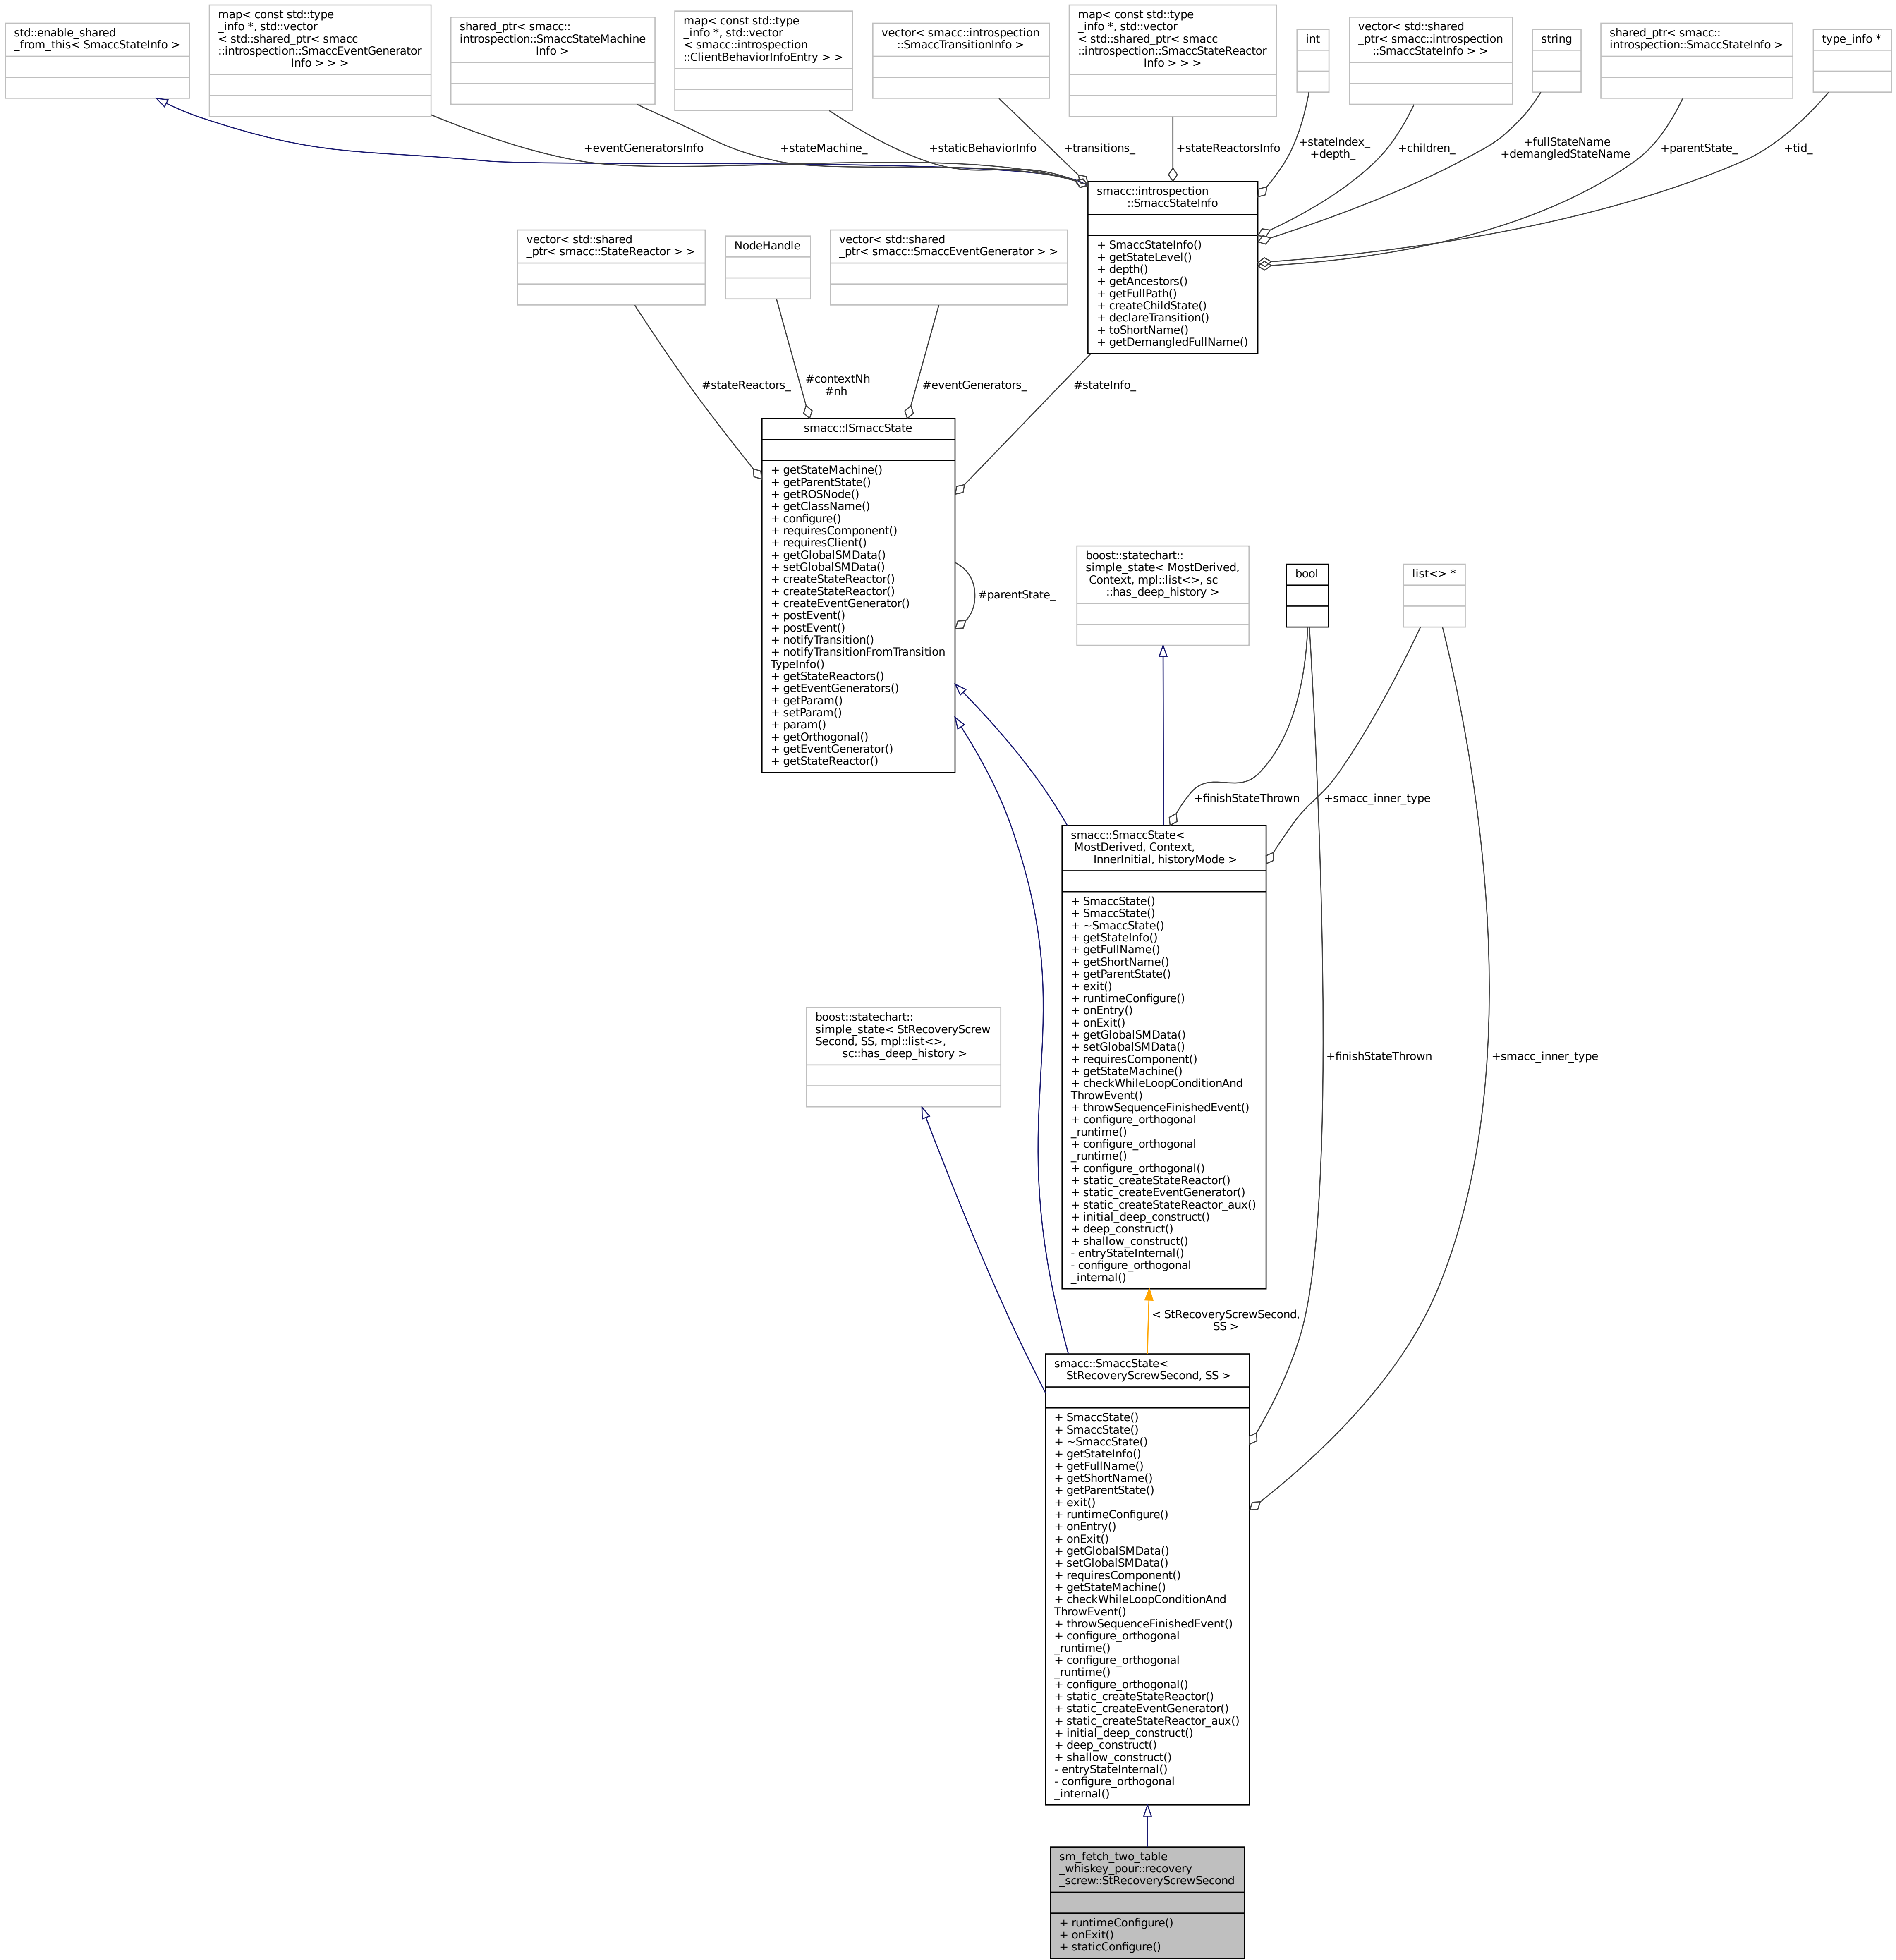 std::enable_shared
_from_this< SmaccStateInfo >
map< const std::type
_info *, std::vector
< std::shared_ptr< smacc
::introspection::SmaccEventGenerator
Info > > >
shared_ptr< smacc::
introspection::SmaccStateMachine
Info >
map< const std::type
_info *, std::vector
< smacc::introspection
::ClientBehaviorInfoEntry > >
vector< smacc::introspection
::SmaccTransitionInfo >
map< const std::type
_info *, std::vector
< std::shared_ptr< smacc
::introspection::SmaccStateReactor
Info > > >
int
vector< std::shared
_ptr< smacc::introspection
::SmaccStateInfo > >
string
shared_ptr< smacc::
introspection::SmaccStateInfo >
type_info *
+eventGeneratorsInfo
+stateMachine_
+staticBehaviorInfo
+transitions_
+stateReactorsInfo
+stateIndex_
+depth_
+children_
+fullStateName
+demangledStateName
+parentState_
+tid_
smacc::introspection
::SmaccStateInfo
+ SmaccStateInfo()
+ getStateLevel()
+ depth()
+ getAncestors()
+ getFullPath()
+ createChildState()
+ declareTransition()
+ toShortName()
+ getDemangledFullName()
vector< std::shared
_ptr< smacc::StateReactor > >
NodeHandle
vector< std::shared
_ptr< smacc::SmaccEventGenerator > >
#stateReactors_
#contextNh
#nh
#eventGenerators_
#stateInfo_
smacc::ISmaccState
+ getStateMachine()
+ getParentState()
+ getROSNode()
+ getClassName()
+ configure()
+ requiresComponent()
+ requiresClient()
+ getGlobalSMData()
+ setGlobalSMData()
+ createStateReactor()
+ createStateReactor()
+ createEventGenerator()
+ postEvent()
+ postEvent()
+ notifyTransition()
+ notifyTransitionFromTransition
TypeInfo()
+ getStateReactors()
+ getEventGenerators()
+ getParam()
+ setParam()
+ param()
+ getOrthogonal()
+ getEventGenerator()
+ getStateReactor()
#parentState_
boost::statechart::
simple_state< MostDerived,
Context, mpl::list<>, sc
::has_deep_history >
bool
list<> *
+finishStateThrown
+smacc_inner_type
smacc::SmaccState<
MostDerived, Context,
InnerInitial, historyMode >
+ SmaccState()
+ SmaccState()
+ ~SmaccState()
+ getStateInfo()
+ getFullName()
+ getShortName()
+ getParentState()
+ exit()
+ runtimeConfigure()
+ onEntry()
+ onExit()
+ getGlobalSMData()
+ setGlobalSMData()
+ requiresComponent()
+ getStateMachine()
+ checkWhileLoopConditionAnd
ThrowEvent()
+ throwSequenceFinishedEvent()
+ configure_orthogonal
_runtime()
+ configure_orthogonal
_runtime()
+ configure_orthogonal()
+ static_createStateReactor()
+ static_createEventGenerator()
+ static_createStateReactor_aux()
+ initial_deep_construct()
+ deep_construct()
+ shallow_construct()
- entryStateInternal()
- configure_orthogonal
_internal()
boost::statechart::
simple_state< StRecoveryScrew
Second, SS, mpl::list<>,
sc::has_deep_history >
+finishStateThrown
+smacc_inner_type
< StRecoveryScrewSecond,
SS >
smacc::SmaccState<
StRecoveryScrewSecond, SS >
+ SmaccState()
+ SmaccState()
+ ~SmaccState()
+ getStateInfo()
+ getFullName()
+ getShortName()
+ getParentState()
+ exit()
+ runtimeConfigure()
+ onEntry()
+ onExit()
+ getGlobalSMData()
+ setGlobalSMData()
+ requiresComponent()
+ getStateMachine()
+ checkWhileLoopConditionAnd
ThrowEvent()
+ throwSequenceFinishedEvent()
+ configure_orthogonal
_runtime()
+ configure_orthogonal
_runtime()
+ configure_orthogonal()
+ static_createStateReactor()
+ static_createEventGenerator()
+ static_createStateReactor_aux()
+ initial_deep_construct()
+ deep_construct()
+ shallow_construct()
- entryStateInternal()
- configure_orthogonal
_internal()
sm_fetch_two_table
_whiskey_pour::recovery
_screw::StRecoveryScrewSecond
+ runtimeConfigure()
+ onExit()
+ staticConfigure()